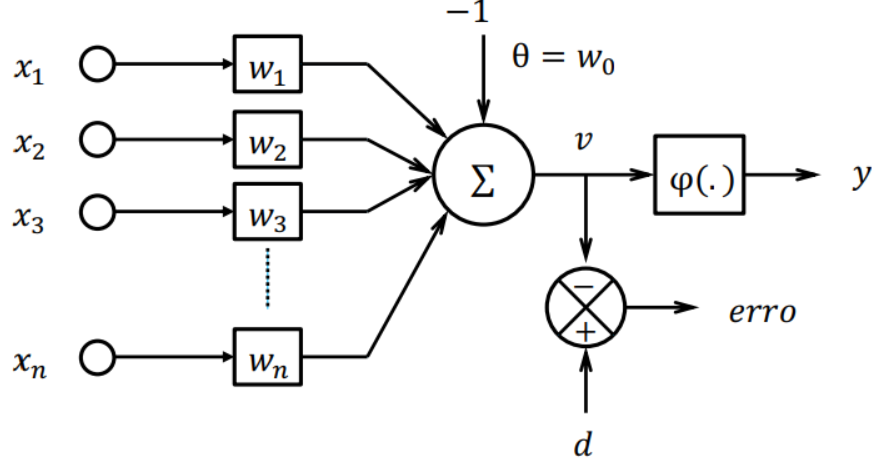 −1
θ = w₀
x₁ w₁
x₂ w₂
x₃ w₃
xₙ wₙ
Σ
v
φ(.)
y
−
+
erro
d